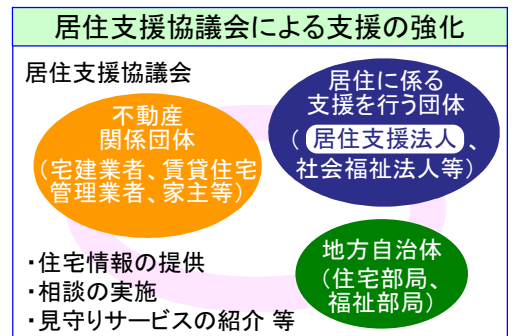 居住支援協議会による支援の強化
居住支援協議会
不動産
関係団体
(宅建業者、賃貸住宅
管理業者、家主等)
居住に係る
支援を行う団体
( 居住支援法人 、
社会福祉法人等)
地方自治体
(住宅部局、
福祉部局)
・住宅情報の提供
・相談の実施
・見守りサービスの紹介 等